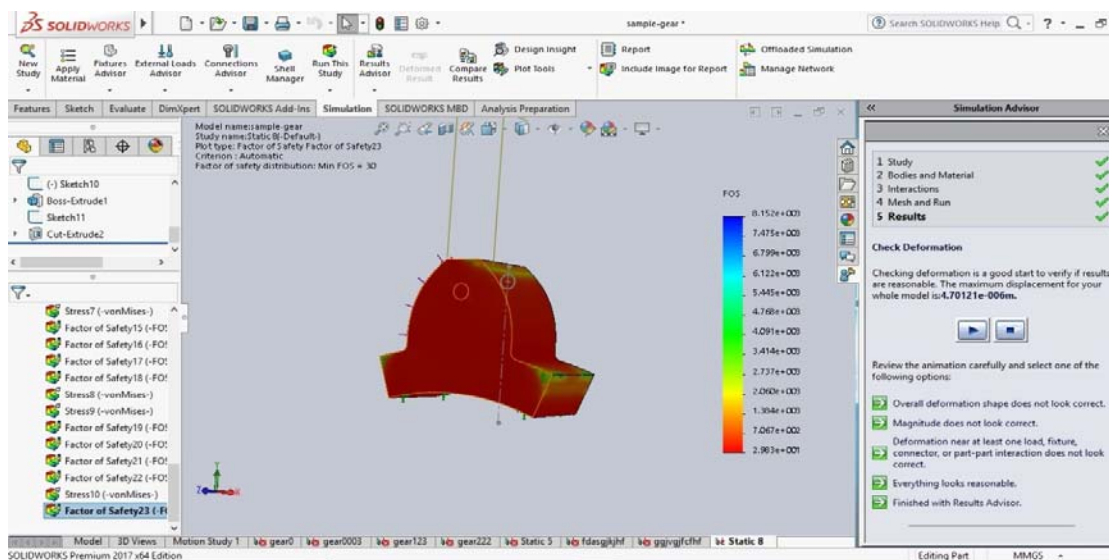 SOLIDWORKS
sample-gear *
Search SOLIDWORKS Help
New Study
Apply Material
Fixtures Advisor
External Loads Advisor
Connections Advisor
Shell Manager
Run This Study
Results Advisor
Deformed Result
Compare Results
Design Insight
Plot Tools
Report
Include Image for Report
Offloaded Simulation
Manage Network
Features Sketch Evaluate DimXpert SOLIDWORKS Add-Ins Simulation SOLIDWORKS MBD Analysis Preparation
Model name:sample-gear
Study name:Static 8(-Default-)
Plot type: Factor of Safety Factor of Safety23
Criterion : Automatic
Factor of safety distribution: Min FOS = 30
(-) Sketch10
Boss-Extrude1
Sketch11
Cut-Extrude2
Stress7 (-vonMises-)
Factor of Safety15 (-FOS
Factor of Safety16 (-FOS
Factor of Safety17 (-FOS
Factor of Safety18 (-FOS
Stress8 (-vonMises-)
Stress9 (-vonMises-)
Factor of Safety19 (-FOS
Factor of Safety20 (-FOS
Factor of Safety21 (-FOS
Factor of Safety22 (-FOS
Stress10 (-vonMises-)
Factor of Safety23 (-F
FOS
8.152e+003
7.475e+003
6.799e+003
6.122e+003
5.445e+003
4.768e+003
4.091e+003
3.414e+003
2.737e+003
2.060e+003
1.384e+003
7.067e+002
2.983e+001
Simulation Advisor
1 Study
2 Bodies and Material
3 Interactions
4 Mesh and Run
5 Results
Check Deformation
Checking deformation is a good start to verify if results
are reasonable. The maximum displacement for your
whole model is:4.70121e-006m.
Review the animation carefully and select one of the
following options:
Overall deformation shape does not look correct.
Magnitude does not look correct.
Deformation near at least one load, fixture,
connector, or part-part interaction does not look
correct.
Everything looks reasonable.
Finished with Results Advisor.
Model 3D Views Motion Study 1 gear0 gear0003 gear123 gear222 Static 5 fdasgjkjhf ggjvgjfcfhf Static 8
SOLIDWORKS Premium 2017 x64 Edition
Editing Part MMGS